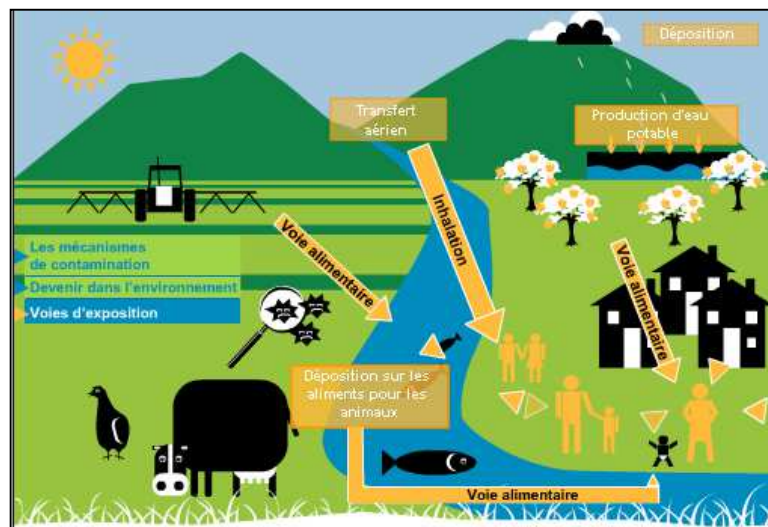 Déposition
Transfert
aérien
Production d'eau
potable
Inhalation
Voie alimentaire
Voie alimentaire
Les mécanismes
de contamination
Devenir dans l'environnement
Voies d'exposition
Déposition sur les
aliments pour les
animaux
Voie alimentaire